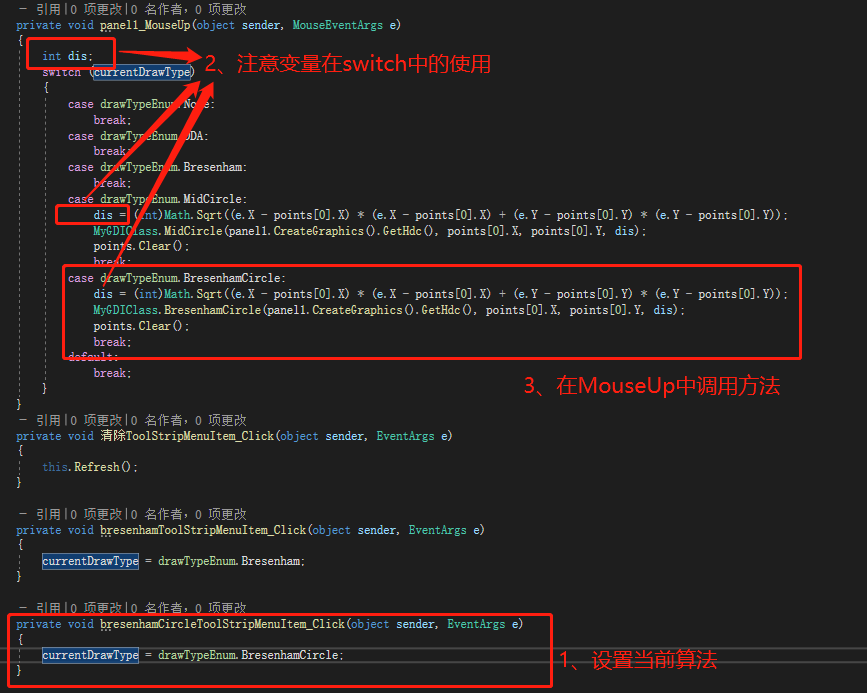 一 引用|0 项更改|0 名作者，0 项更改
private void panel1_MouseUp(object sender, MouseEventArgs e)
{
int dis;
switch (currentDrawType)
2、注意变量在switch中的使用
{
case drawTypeEnum.None:
break;
case drawTypeEnum.DDA:
break;
case drawTypeEnum.Bresenham:
break;
case drawTypeEnum.MidCircle:
dis = (int)Math.Sqrt((e.X - points[0].X) * (e.X - points[0].X) + (e.Y - points[0].Y) * (e.Y - points[0].Y));
MyGDIClass.MidCircle(panel1.CreateGraphics().GetHdc(), points[0].X, points[0].Y, dis);
points.Clear();
break;
case drawTypeEnum.BresenhamCircle:
dis = (int)Math.Sqrt((e.X - points[0].X) * (e.X - points[0].X) + (e.Y - points[0].Y) * (e.Y - points[0].Y));
MyGDIClass.BresenhamCircle(panel1.CreateGraphics().GetHdc(), points[0].X, points[0].Y, dis);
points.Clear();
break;
default:
break;
3、在MouseUp中调用方法
}
}
一 引用|0 项更改|0 名作者，0 项更改
private void 清除ToolStripMenuItem_Click(object sender, EventArgs e)
{
this.Refresh();
}
一 引用|0 项更改|0 名作者，0 项更改
private void bresenhamToolStripMenuItem_Click(object sender, EventArgs e)
{
currentDrawType = drawTypeEnum.Bresenham;
}
一 引用|0 项更改|0 名作者，0 项更改
private void bresenhamCircleToolStripMenuItem_Click(object sender, EventArgs e)
{
currentDrawType = drawTypeEnum.BresenhamCircle;
1、设置当前算法
}